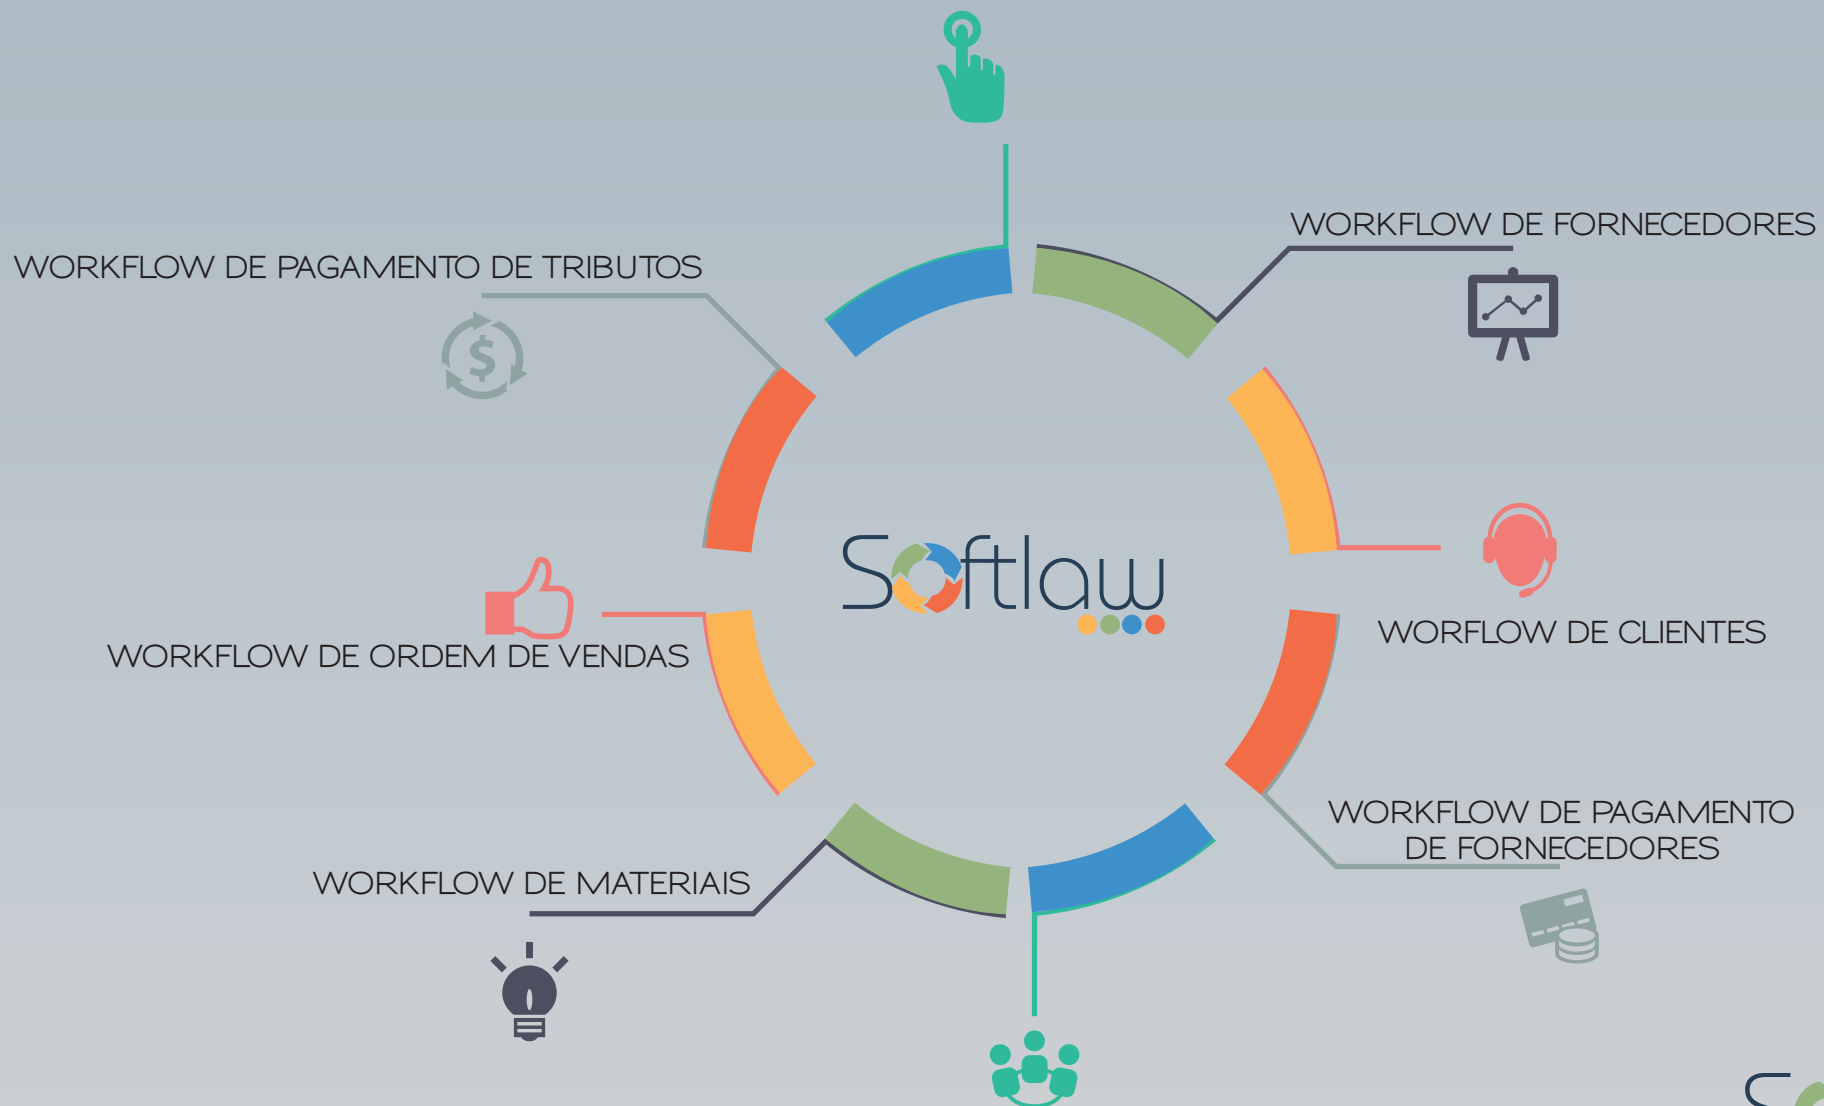 WORKFLOW DE FORNECEDORES
WORKFLOW DE PAGAMENTO DE TRIBUTOS
$
Softlaw
WORFLOW DE CLIENTES
WORKFLOW DE ORDEM DE VENDAS
WORKFLOW DE PAGAMENTO
DE FORNECEDORES
WORKFLOW DE MATERIAIS